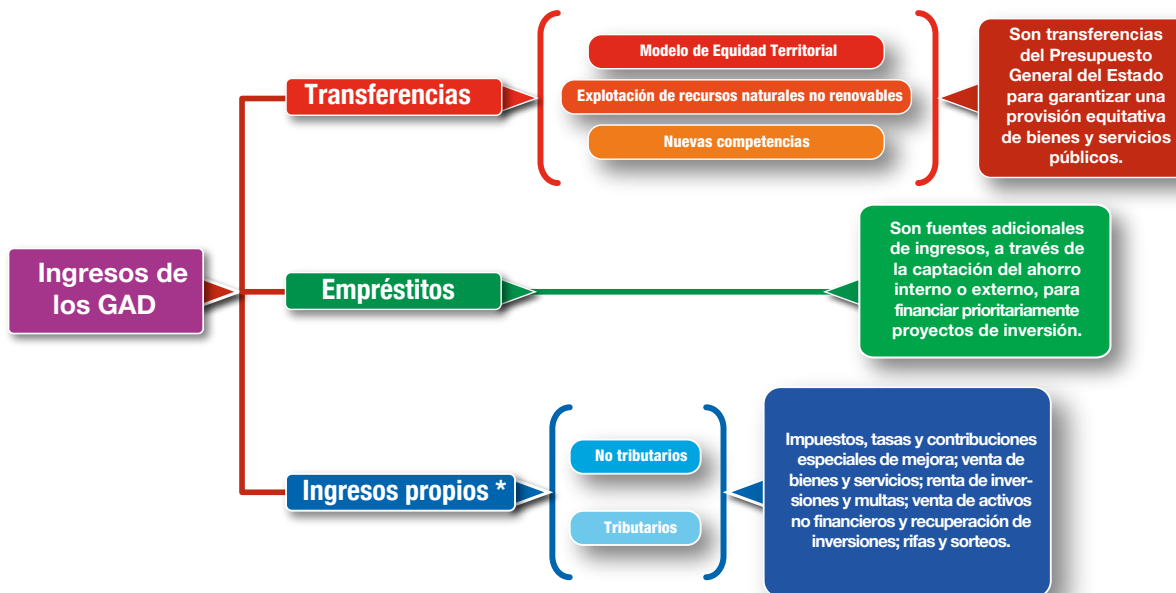 Ingresos de
los GAD
Transferencias
Modelo de Equidad Territorial
Explotación de recursos naturales no renovables
Nuevas competencias
Son transferencias
del Presupuesto
General del Estado
para garantizar una
provisión equitativa
de bienes y servicios
públicos.
Empréstitos
Son fuentes adicionales
de ingresos, a través de
la captación del ahorro
interno o externo, para
financiar prioritariamente
proyectos de inversión.
Ingresos propios *
No tributarios
Tributarios
Impuestos, tasas y contribuciones
especiales de mejora; venta de
bienes y servicios; renta de inver-
siones y multas; venta de activos
no financieros y recuperación de
inversiones; rifas y sorteos.